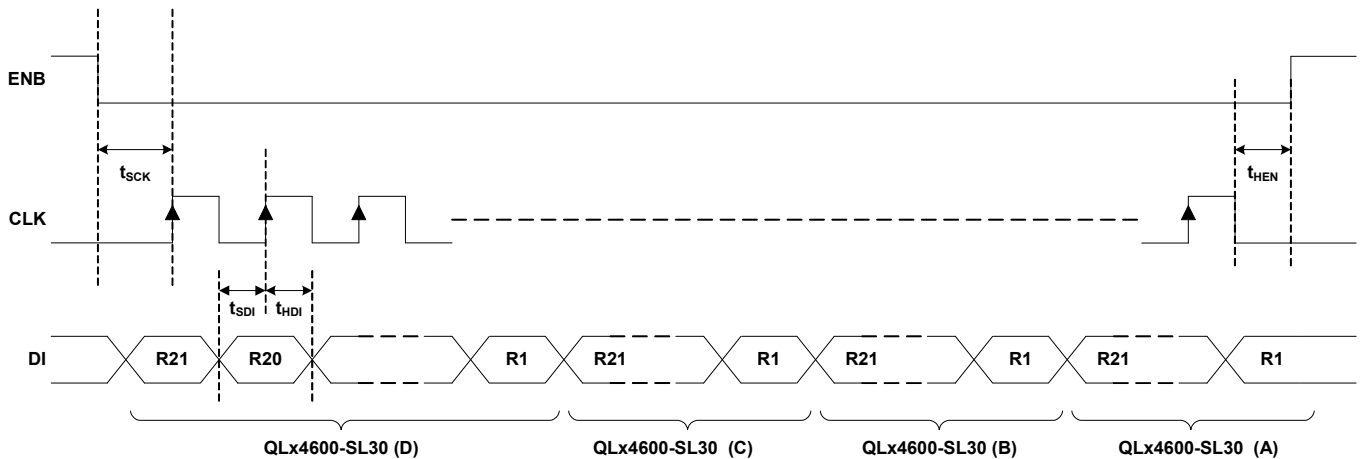 ENB
tSCK
tHEN
CLK
tSDI
tHDI
DI
R21
R20
R1
R21
R1
R21
R1
R21
R1
QLx4600-SL30 (D)
QLx4600-SL30 (C)
QLx4600-SL30 (B)
QLx4600-SL30 (A)